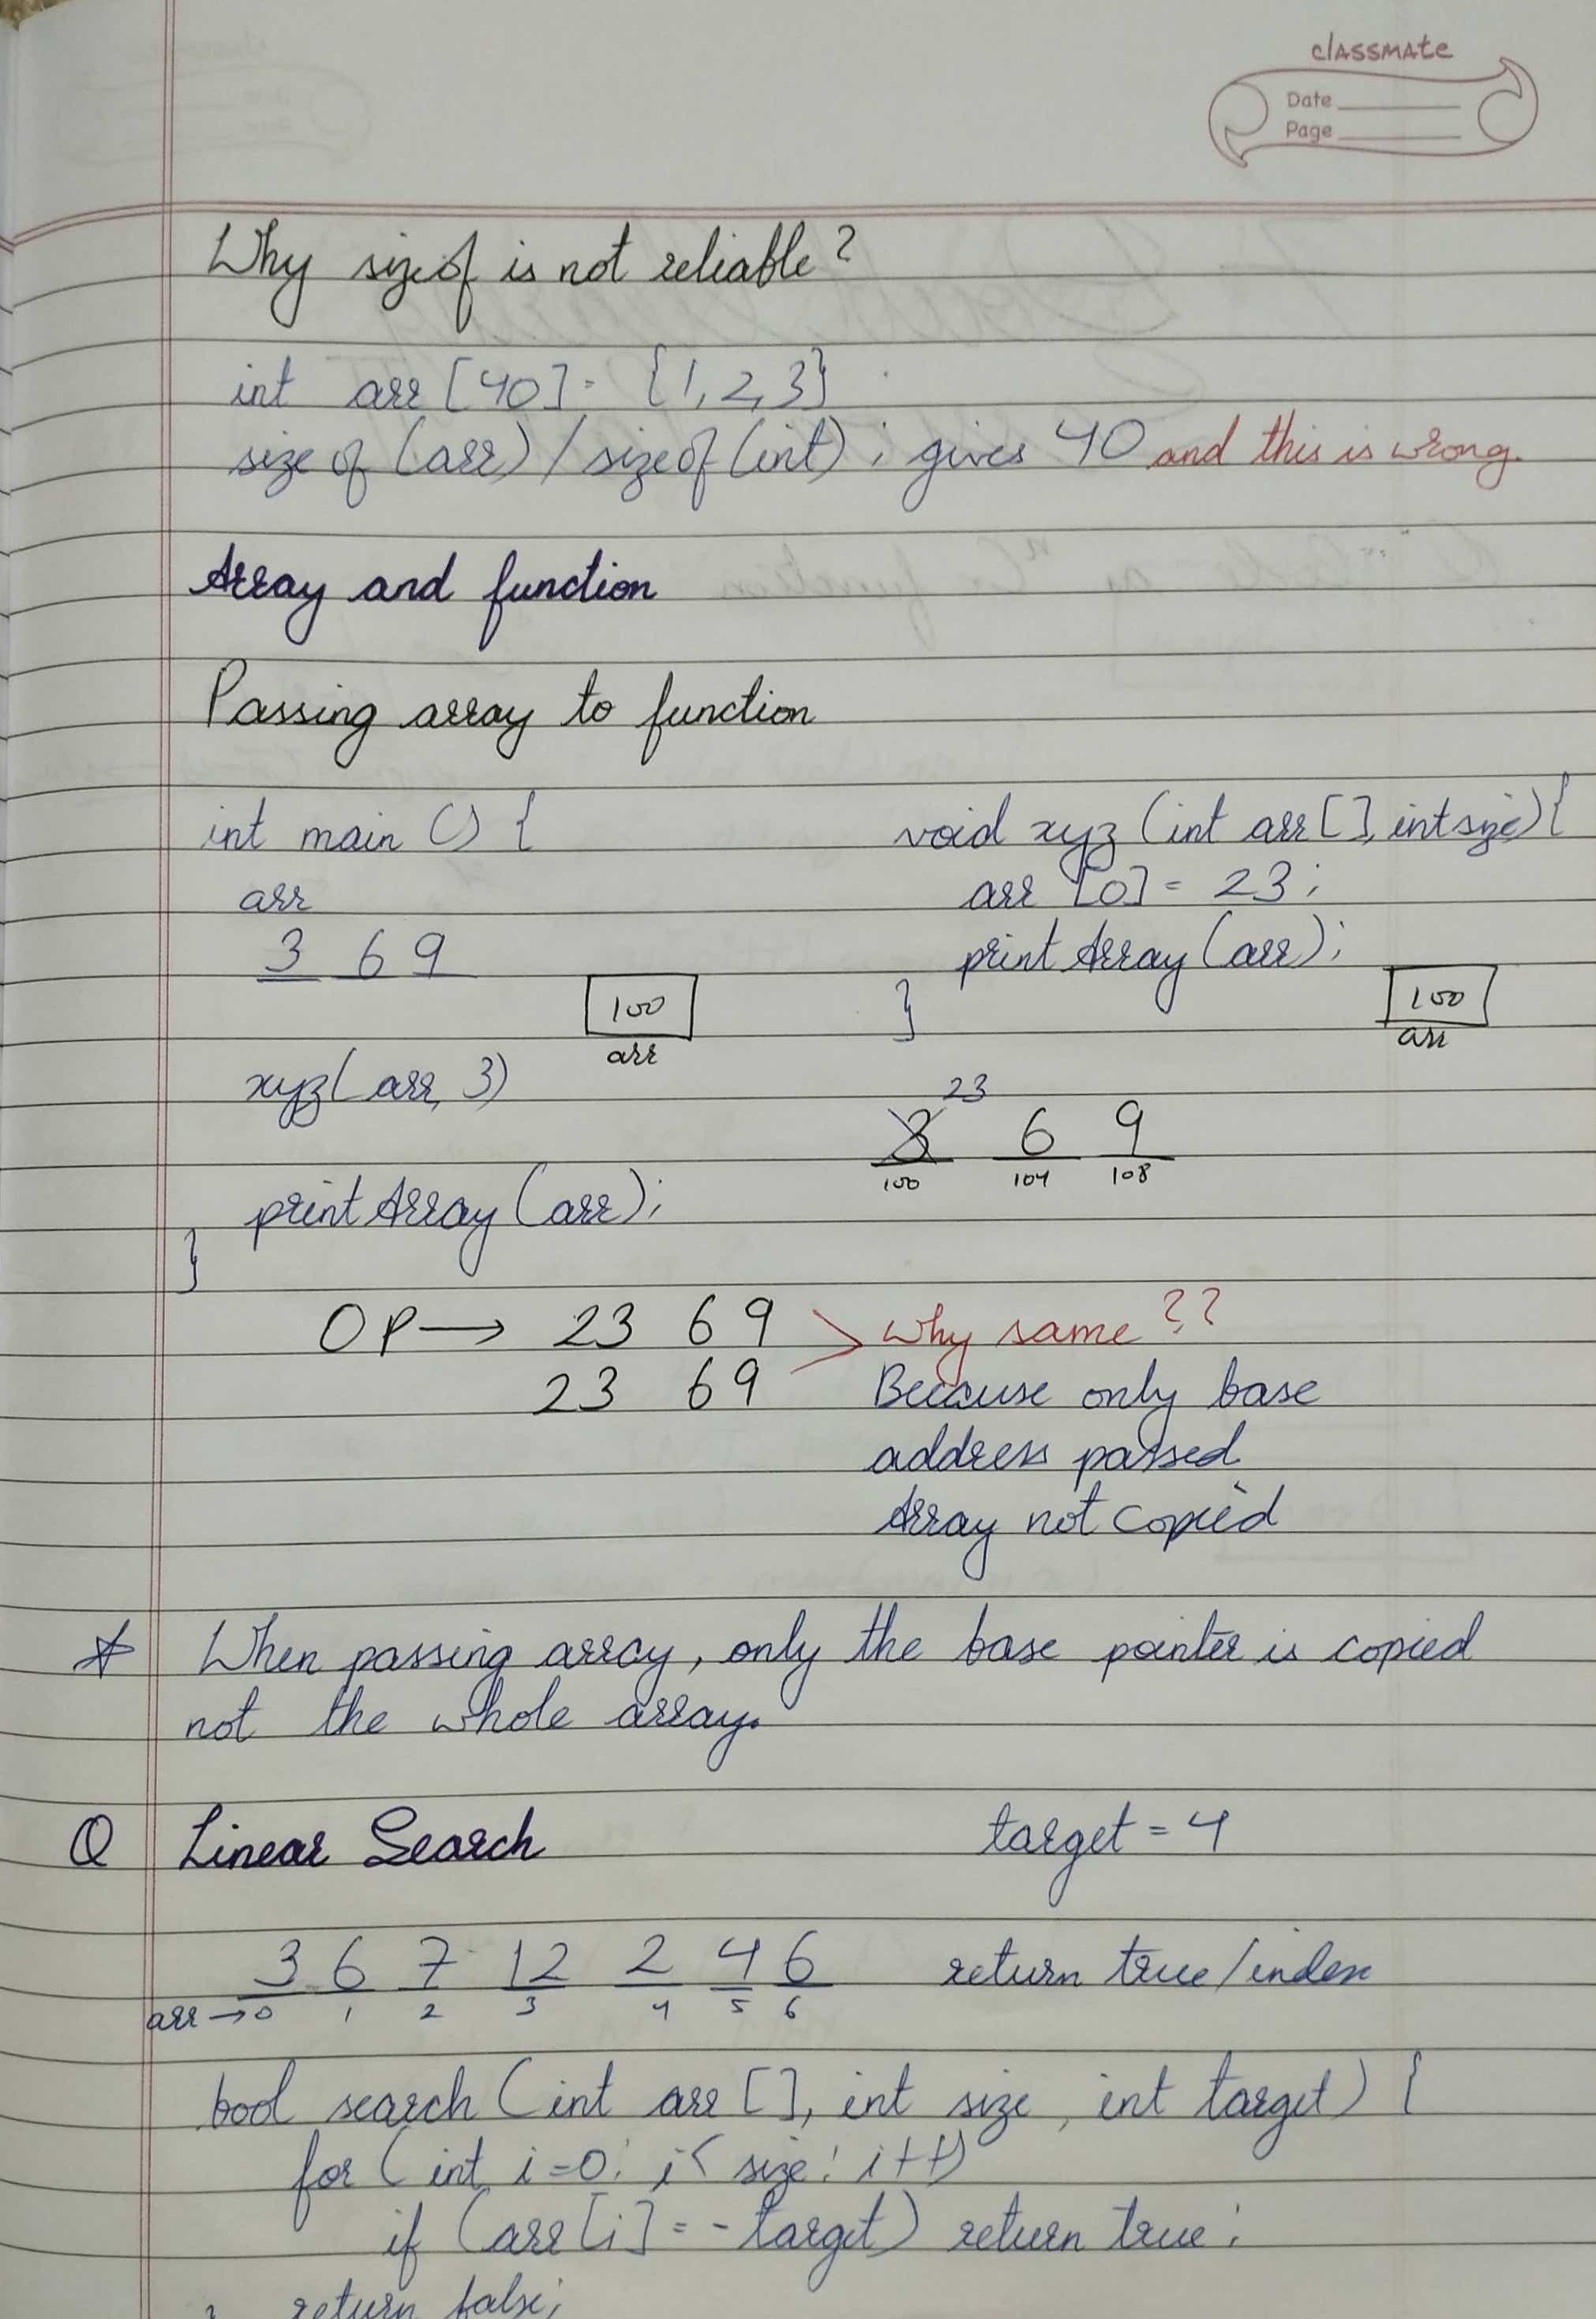 classmate
Date
Page
Why sizeof is not reliable?
int arr [40] = {1, 2, 3}
sizeof (arr) / sizeof (int) ; gives 40 and this is wrong.
Array and function
Passing array to function
int main () {
arr
3 6 9
100
arr
xyz( arr, 3)
print Array (arr);
}
void xyz (int arr [], int size) {
arr [0] = 23;
print Array (arr);
}
100
arr
23
3 6 9
100 104 108
OP → 23 6 9 > why same ??
23 6 9 Because only base
address passed
Array not copied
* When passing array, only the base pointer is copied
not the whole array.
Q Linear Search target = 4
3 6 7 12 2 4 6 return true/index
arr → 0 1 2 3 4 5 6
bool search (int arr [], int size, int target) {
for (int i=0; i< size; i++)
if (arr[i] == target) return true;
} return false;